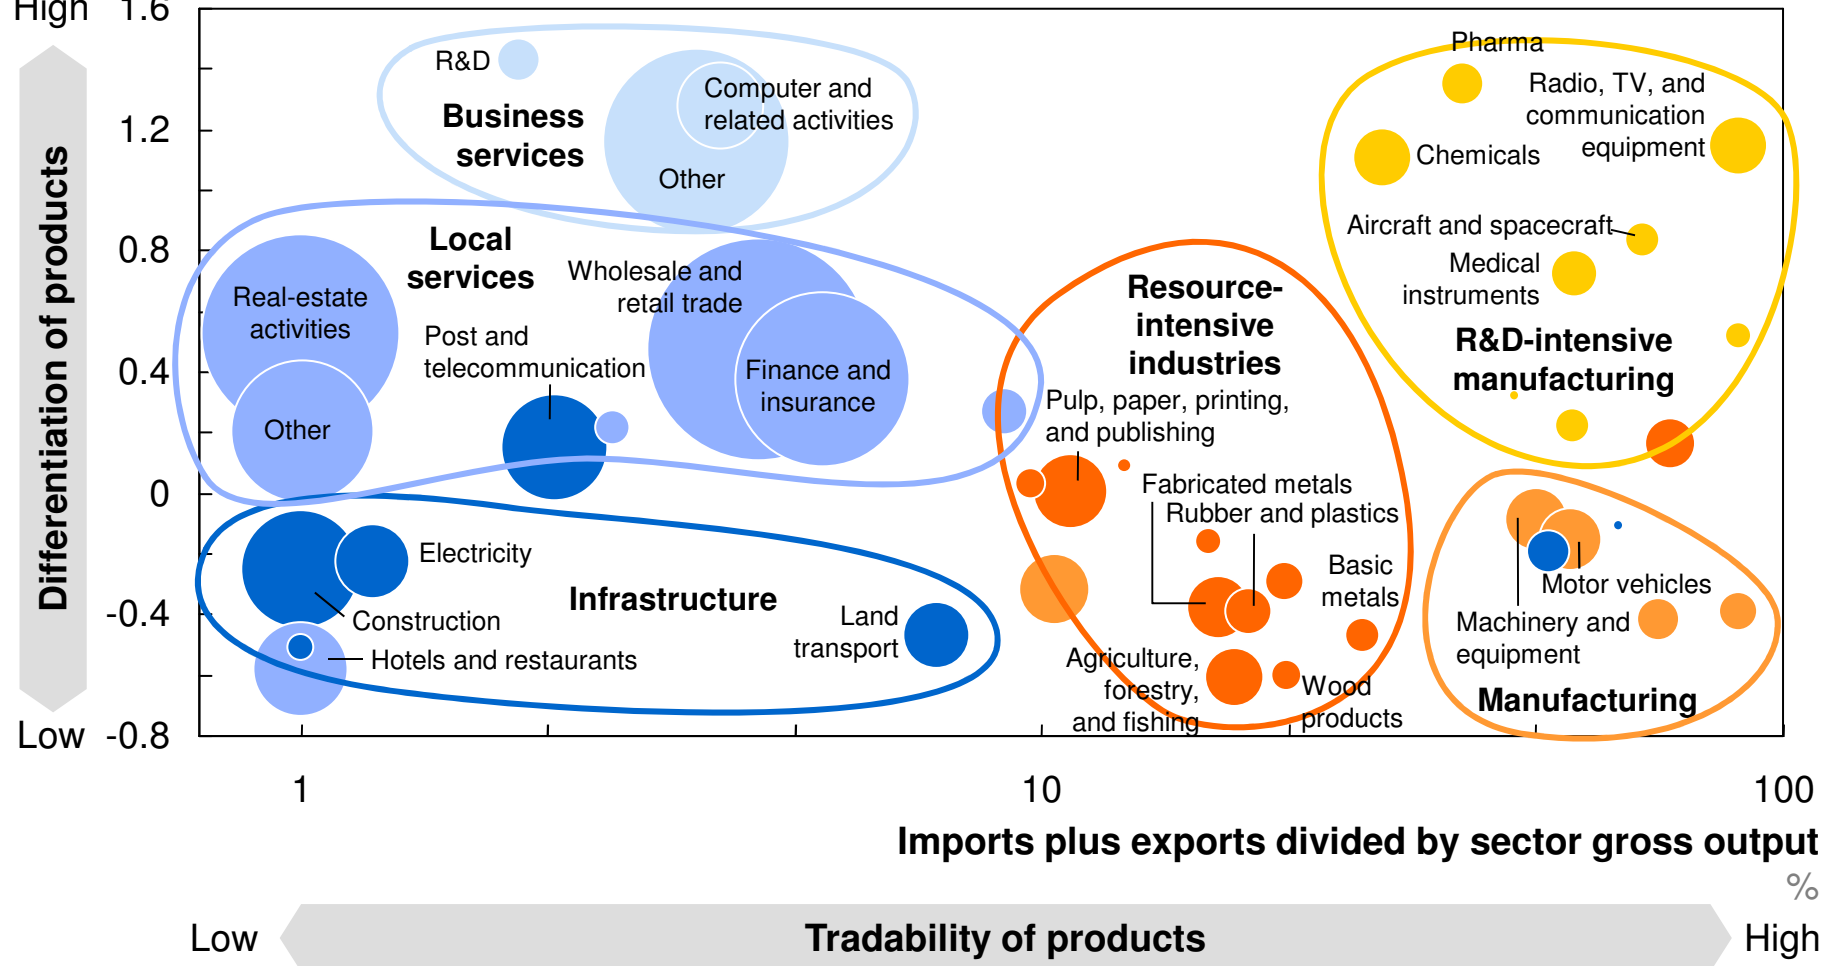 High
1.6
1.2
0.8
0.4
0
-0.4
-0.8
Low
Differentiation of products
R&D
Business
services
Computer and
related activities
Other
Pharma
Radio, TV, and
communication
equipment
Chemicals
Aircraft and spacecraft
Medical
instruments
R&D-intensive
manufacturing
Local
services
Real-estate
activities
Other
Wholesale and
retail trade
Post and
telecommunication
Finance and
insurance
Resource-
intensive
industries
Pulp, paper, printing,
and publishing
Fabricated metals
Rubber and plastics
Basic
metals
Agriculture,
forestry,
and fishing
Wood
products
Electricity
Infrastructure
Construction
Hotels and restaurants
Land
transport
Motor vehicles
Machinery and
equipment
Manufacturing
1
10
100
Imports plus exports divided by sector gross output
%
Low
Tradability of products
High